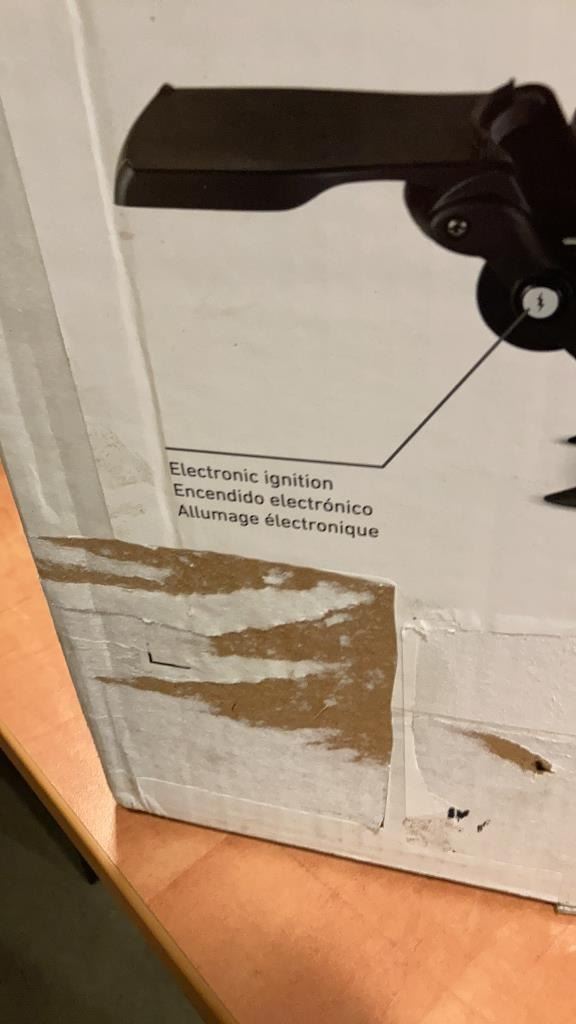 Electronic ignition
Encendido electrónico
Allumage électronique